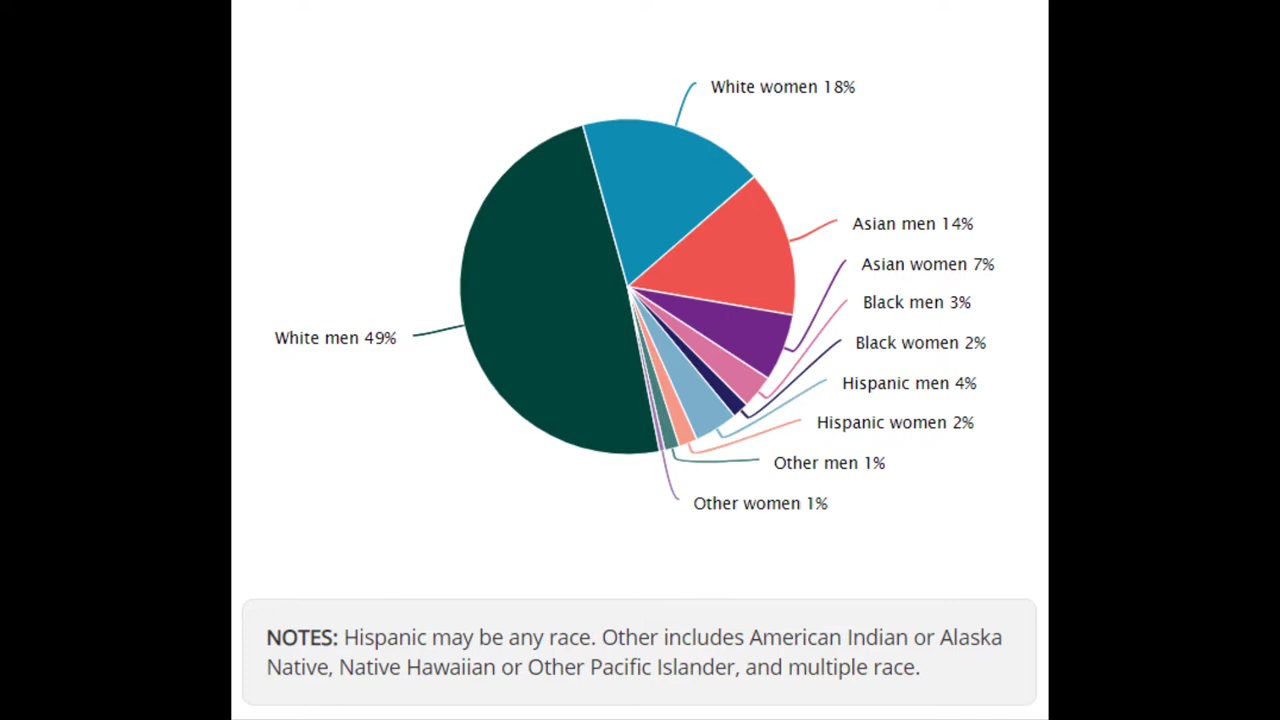 White women 18%
Asian men 14%
Asian women 7%
Black men 3%
White men 49%
Black women 2%
Hispanic men 4%
Hispanic women 2%
Other men 1%
Other women 1%
NOTES: Hispanic may be any race. Other includes American Indian or Alaska
Native, Native Hawaiian or Other Pacific Islander, and multiple race.